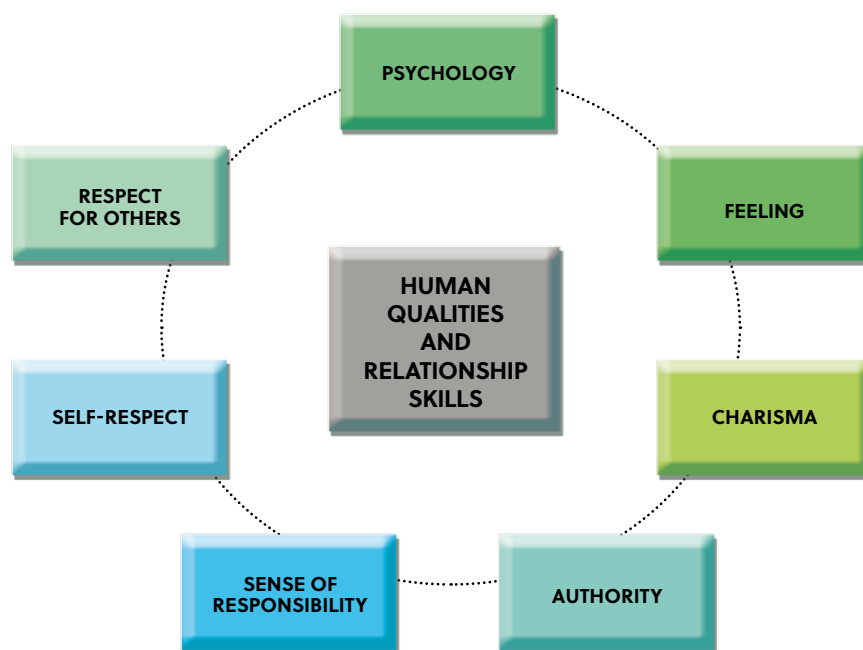 PSYCHOLOGY
FEELING
CHARISMA
AUTHORITY
SENSE OF
RESPONSIBILITY
SELF-RESPECT
RESPECT
FOR OTHERS
HUMAN
QUALITIES
AND
RELATIONSHIP
SKILLS